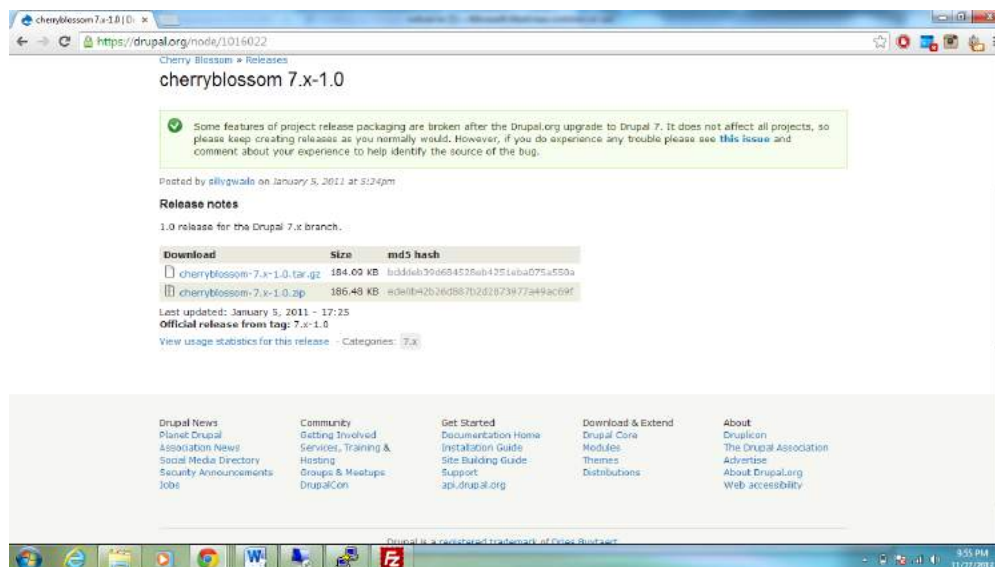 cherryblossom 7.x-1.0 | Dr
https://drupal.org/node/1016022
Cherry Blossom » Releases
cherryblossom 7.x-1.0
Some features of project release packaging are broken after the Drupal.org upgrade to Drupal 7. It does not affect all projects, so
please keep creating releases as you normally would. However, if you do experience any trouble please see this issue and
comment about your experience to help identify the source of the bug.
Posted by sillygwailo on January 5, 2011 at 5:24pm
Release notes
1.0 release for the Drupal 7.x branch.
Download Size md5 hash
cherryblossom-7.x-1.0.tar.gz 184.09 KB
cherryblossom-7.x-1.0.zip 186.48 KB
Last updated: January 5, 2011 - 17:25
Official release from tag: 7.x-1.0
View usage statistics for this release - Categories: 7.x
Drupal News
Planet Drupal
Association News
Social Media Directory
Security Announcements
Jobs
Community
Getting Involved
Services, Training &
Hosting
Groups & Meetups
DrupalCon
Get Started
Documentation Home
Installation Guide
Site Building Guide
Support
api.drupal.org
Download & Extend
Drupal Core
Modules
Themes
Distributions
About
Druplicon
The Drupal Association
Advertise
About Drupal.org
Web accessibility
Drupal is a registered trademark of Dries Buytaert.
9:55 PM